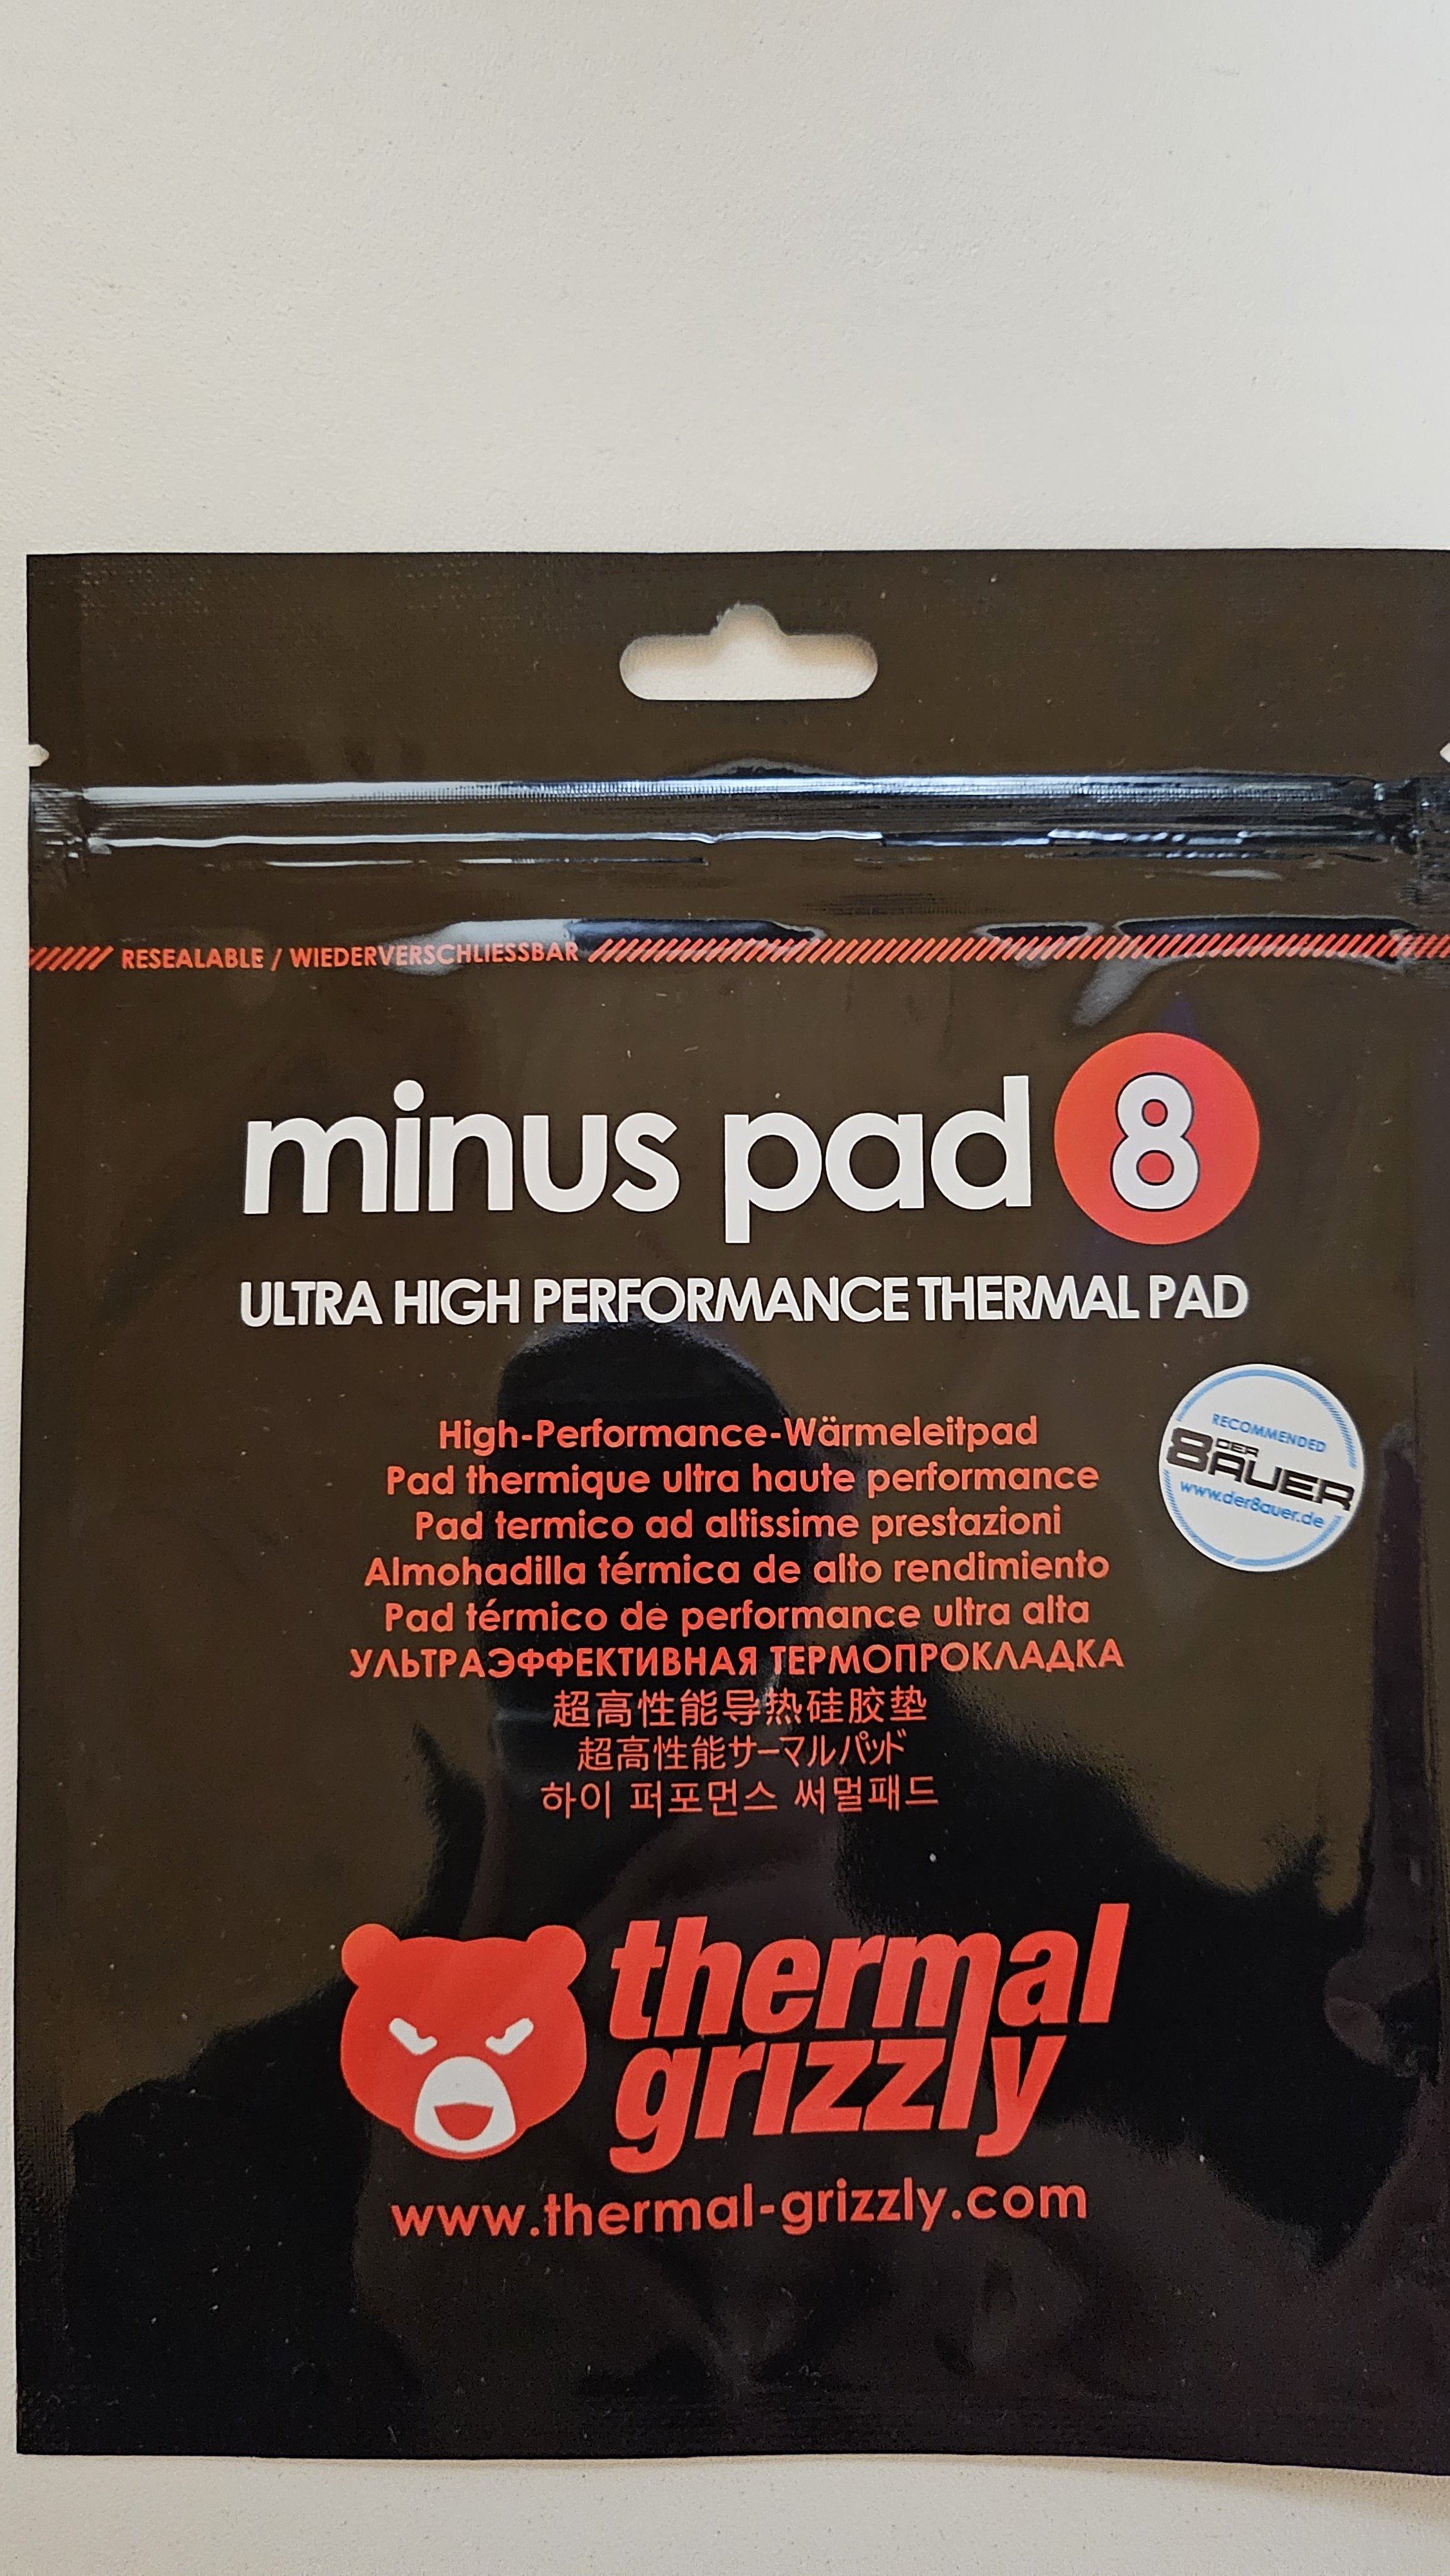 RESEALABLE / WIEDERVERSCHLIESSBAR
minus pad 8
ULTRA HIGH PERFORMANCE THERMAL PAD
High-Performance-Wärmeleitpad
Pad thermique ultra haute performance
Pad termico ad altissime prestazioni
Almohadilla térmica de alto rendimiento
Pad térmico de performance ultra alta
УЛЬТРАЭФФЕКТИВНАЯ ТЕРМОПРОКЛАДКА
超高性能导热硅胶垫
超高性能サーマルパッド
하이 퍼포먼스 써멀패드
RECOMMENDED
DER
8AUER
www.der8auer.de
thermal
grizzly
www.thermal-grizzly.com